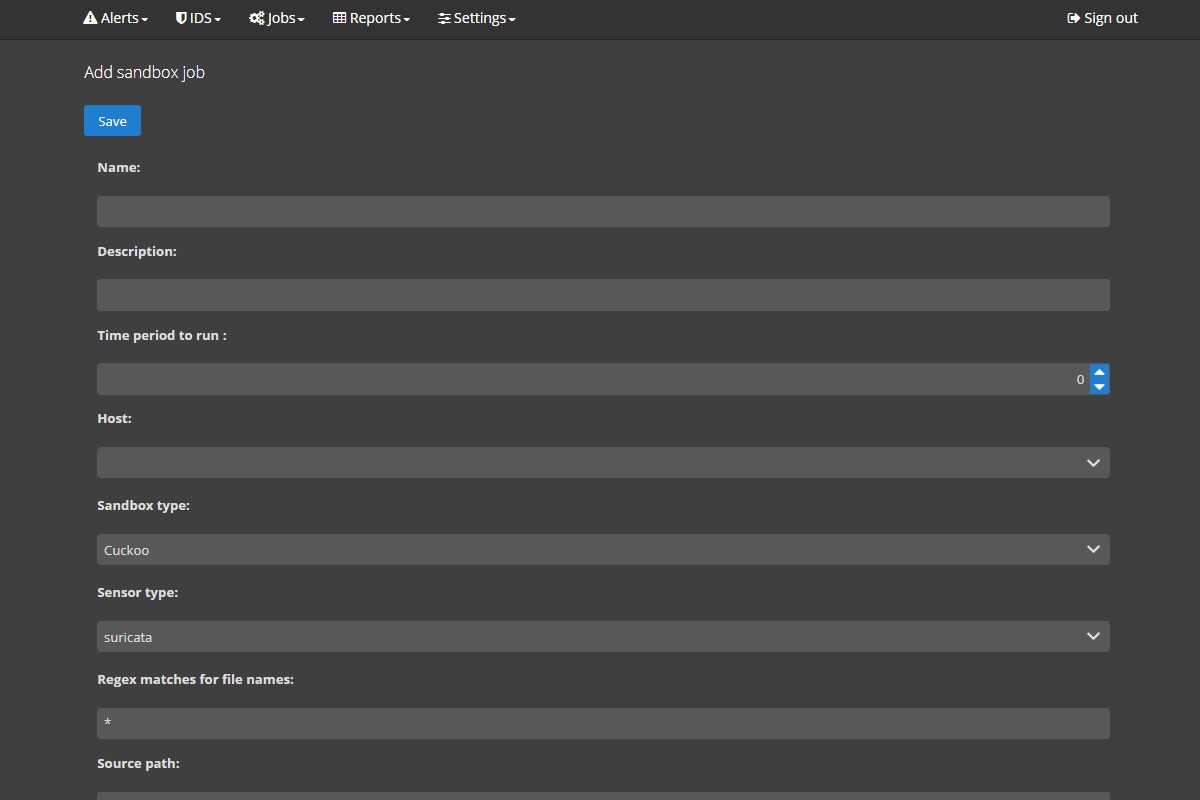 Alerts IDS Jobs Reports Settings Sign out
Add sandbox job
Save
Name:
Description:
Time period to run :
0
Host:
Sandbox type:
Cuckoo
Sensor type:
suricata
Regex matches for file names:
*
Source path: